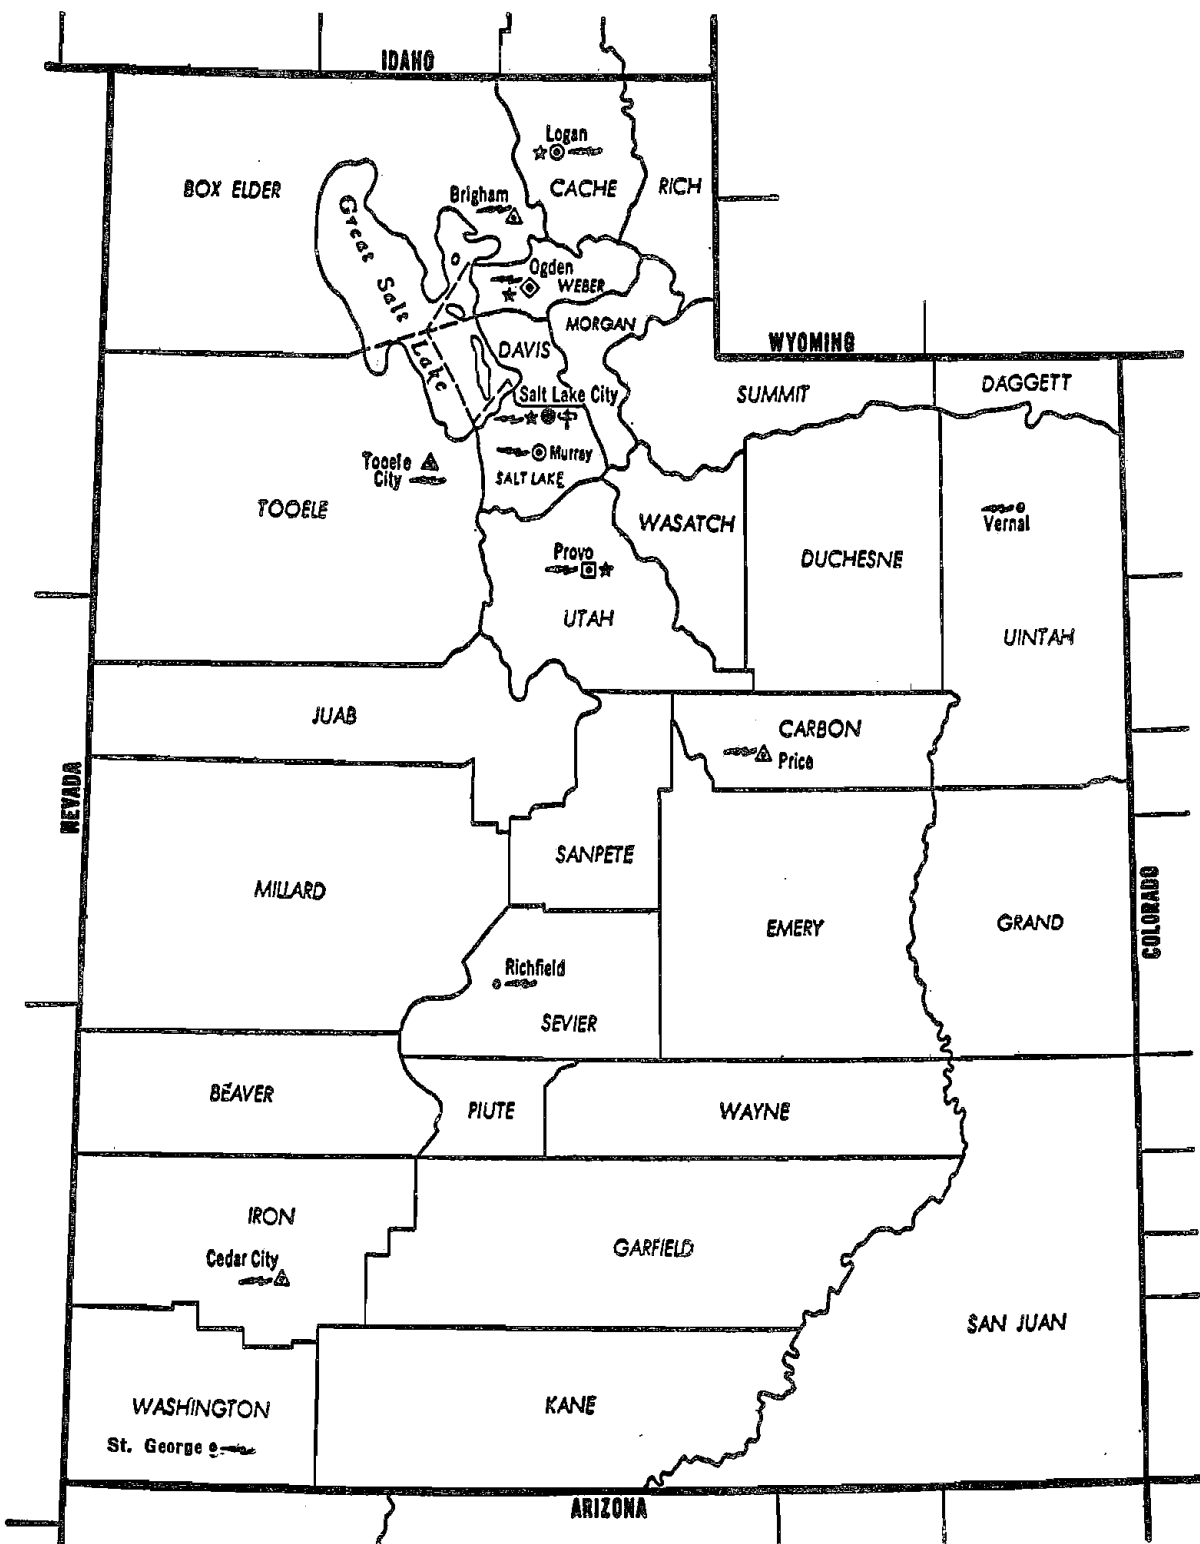 IDAHO
Logan
BOX ELDER
CACHE
RICH
Brigham
Great Salt Lake
Ogden
WEBER
MORGAN
WYOMING
DAVIS
Salt Lake City
SUMMIT
DAGGETT
Murray
Tooele
City
SALT LAKE
TOOELE
WASATCH
Vernal
Provo
DUCHESNE
UTAH
UINTAH
JUAB
CARBON
Price
NEVADA
SANPETE
MILLARD
EMERY
GRAND
COLORADO
Richfield
SEVIER
BEAVER
PIUTE
WAYNE
IRON
Cedar City
GARFIELD
SAN JUAN
WASHINGTON
KANE
St. George
ARIZONA